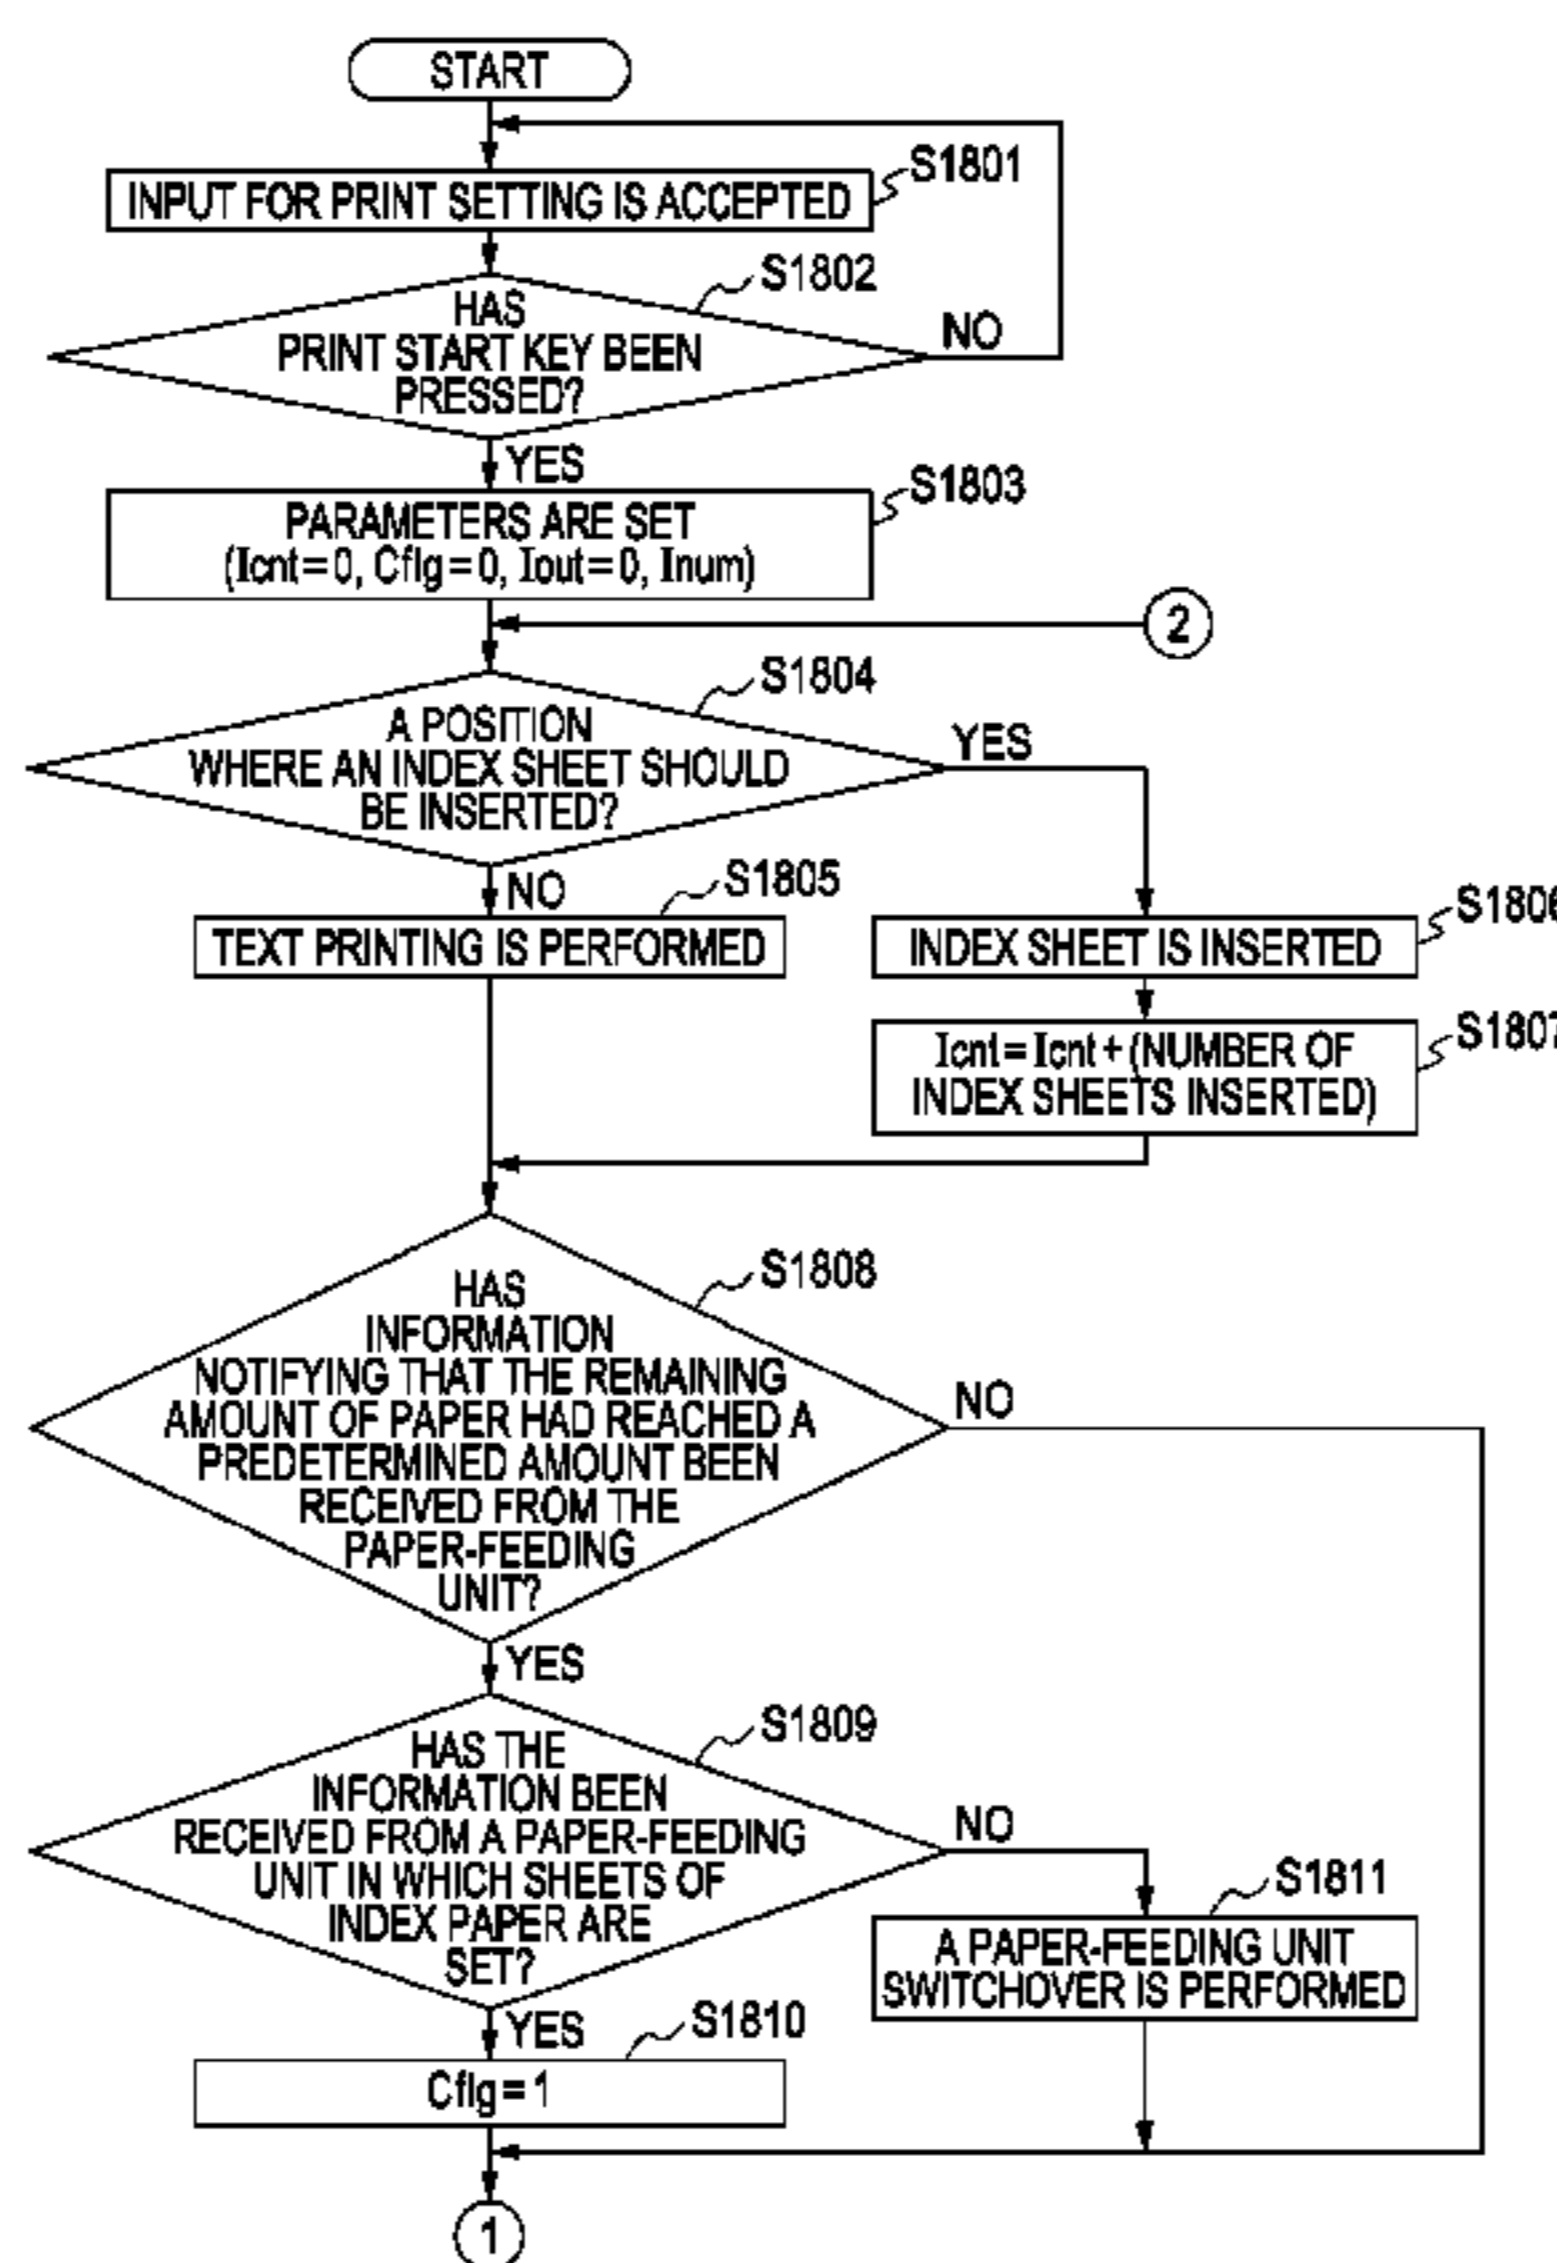 START
S1801
INPUT FOR PRINT SETTING IS ACCEPTED
S1802
HAS
PRINT START KEY BEEN
PRESSED?
NO
YES
S1803
PARAMETERS ARE SET
(Icnt=0, Cflg=0, Iout=0, Inum)
2
S1804
A POSITION
WHERE AN INDEX SHEET SHOULD
BE INSERTED?
YES
NO
S1805
TEXT PRINTING IS PERFORMED
S1806
INDEX SHEET IS INSERTED
S1807
Icnt=Icnt+(NUMBER OF
INDEX SHEETS INSERTED)
S1808
HAS
INFORMATION
NOTIFYING THAT THE REMAINING
AMOUNT OF PAPER HAD REACHED A
PREDETERMINED AMOUNT BEEN
RECEIVED FROM THE
PAPER-FEEDING
UNIT?
NO
YES
S1809
HAS THE
INFORMATION BEEN
RECEIVED FROM A PAPER-FEEDING
UNIT IN WHICH SHEETS OF
INDEX PAPER ARE
SET?
NO
S1811
A PAPER-FEEDING UNIT
SWITCHOVER IS PERFORMED
YES
S1810
Cflg=1
1